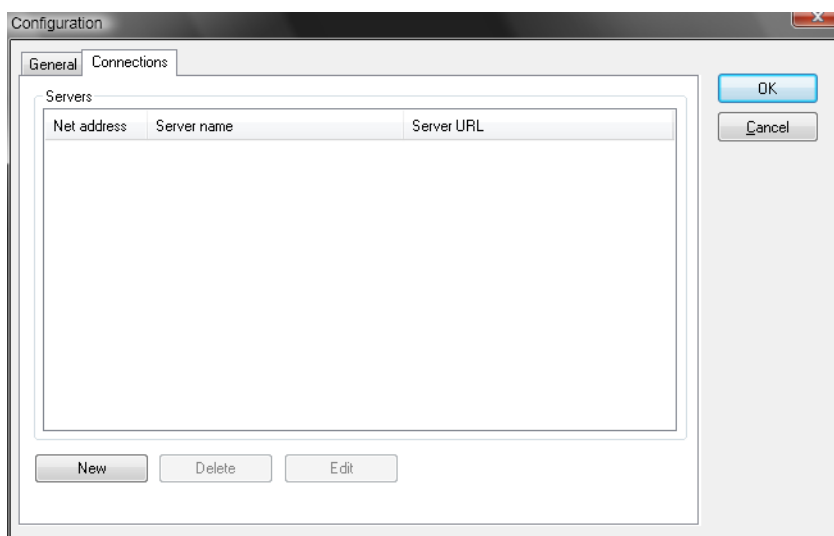 Configuration
General Connections
Servers
Net address Server name Server URL
New Delete Edit
OK
Cancel